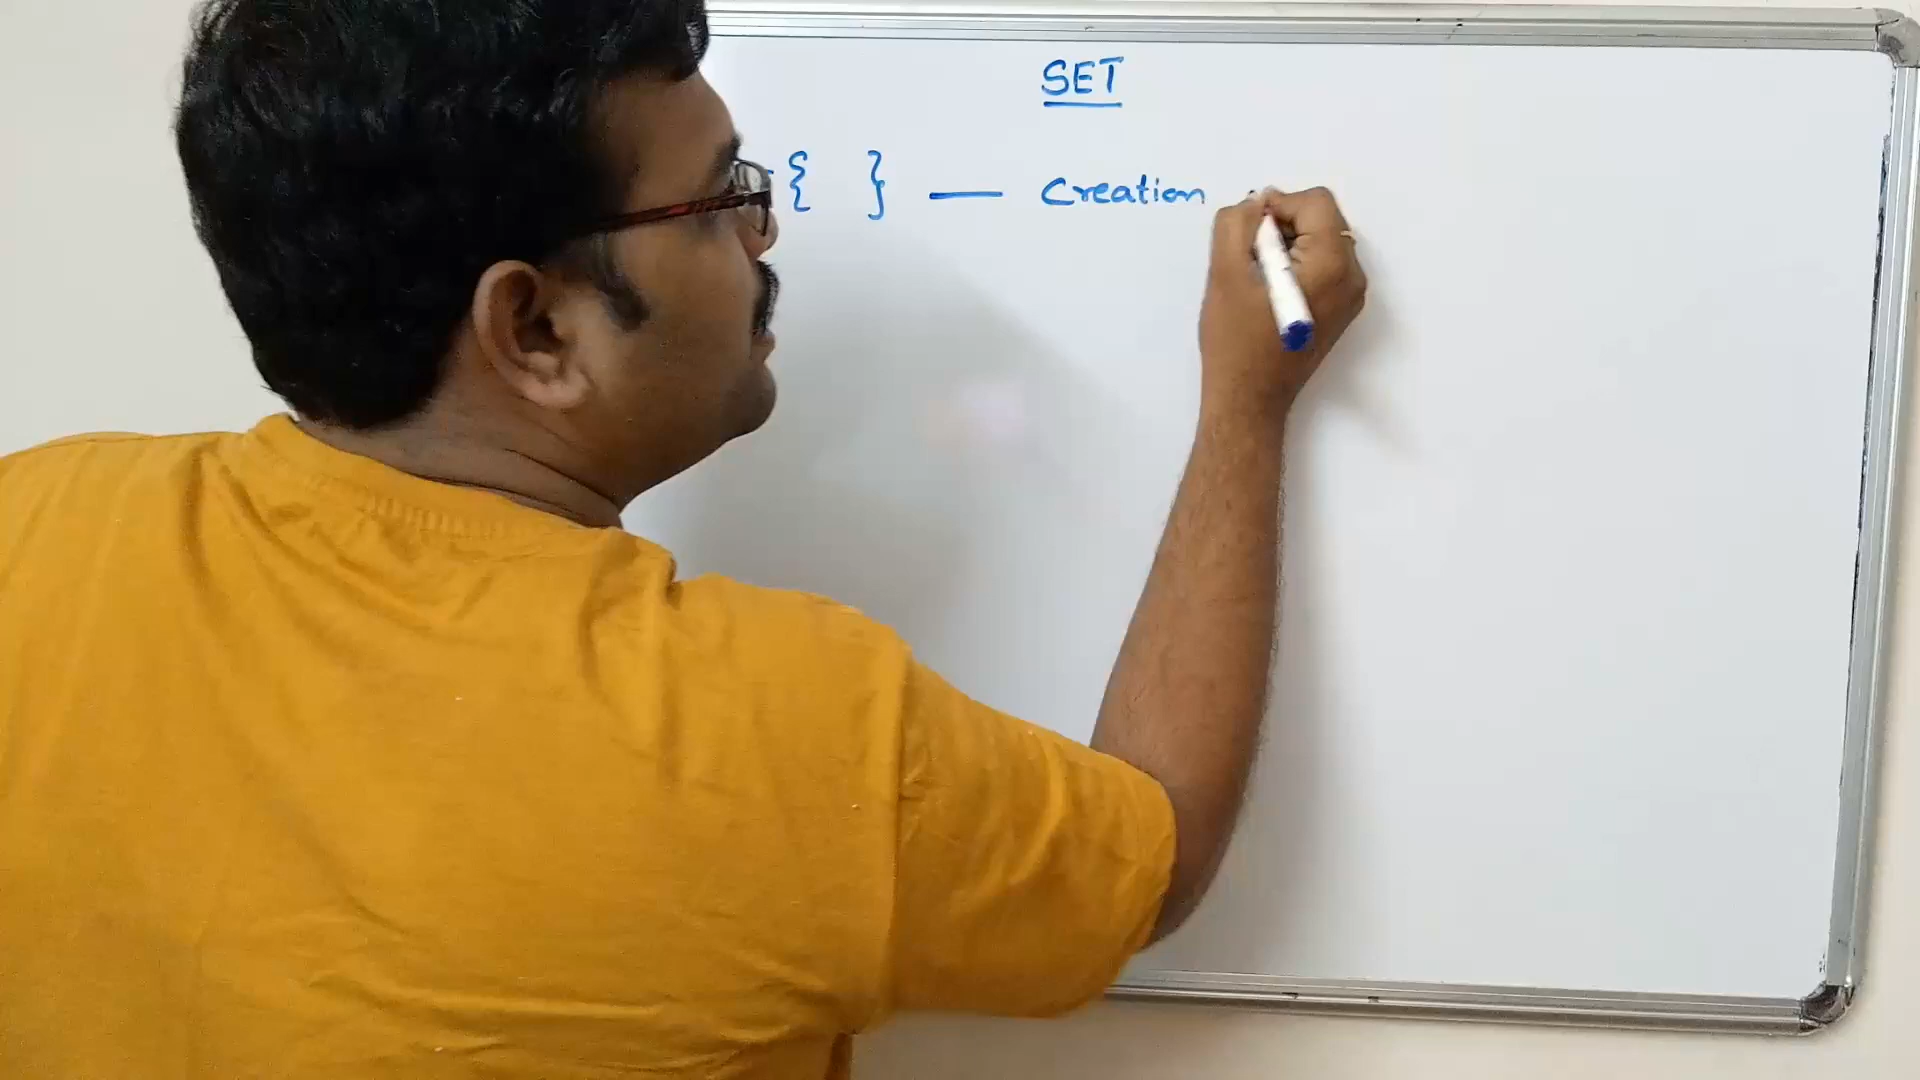 SET
{ } — Creation